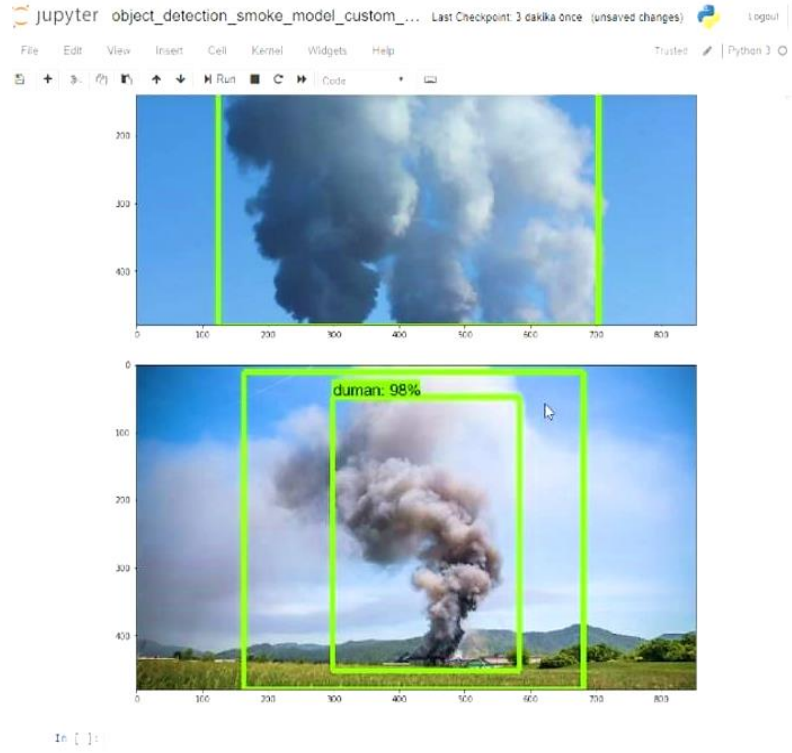 jupyter object_detection_smoke_model_custom_... Last Checkpoint: 3 dakika önce (unsaved changes) Logout
File Edit View Insert Cell Kernel Widgets Help Trusted Python 3
Run Code
200
300
400
0 100 200 300 400 500 600 700 800
0
duman: 98%
100
200
300
400
0 100 200 300 400 500 600 700 800
In [ ]: